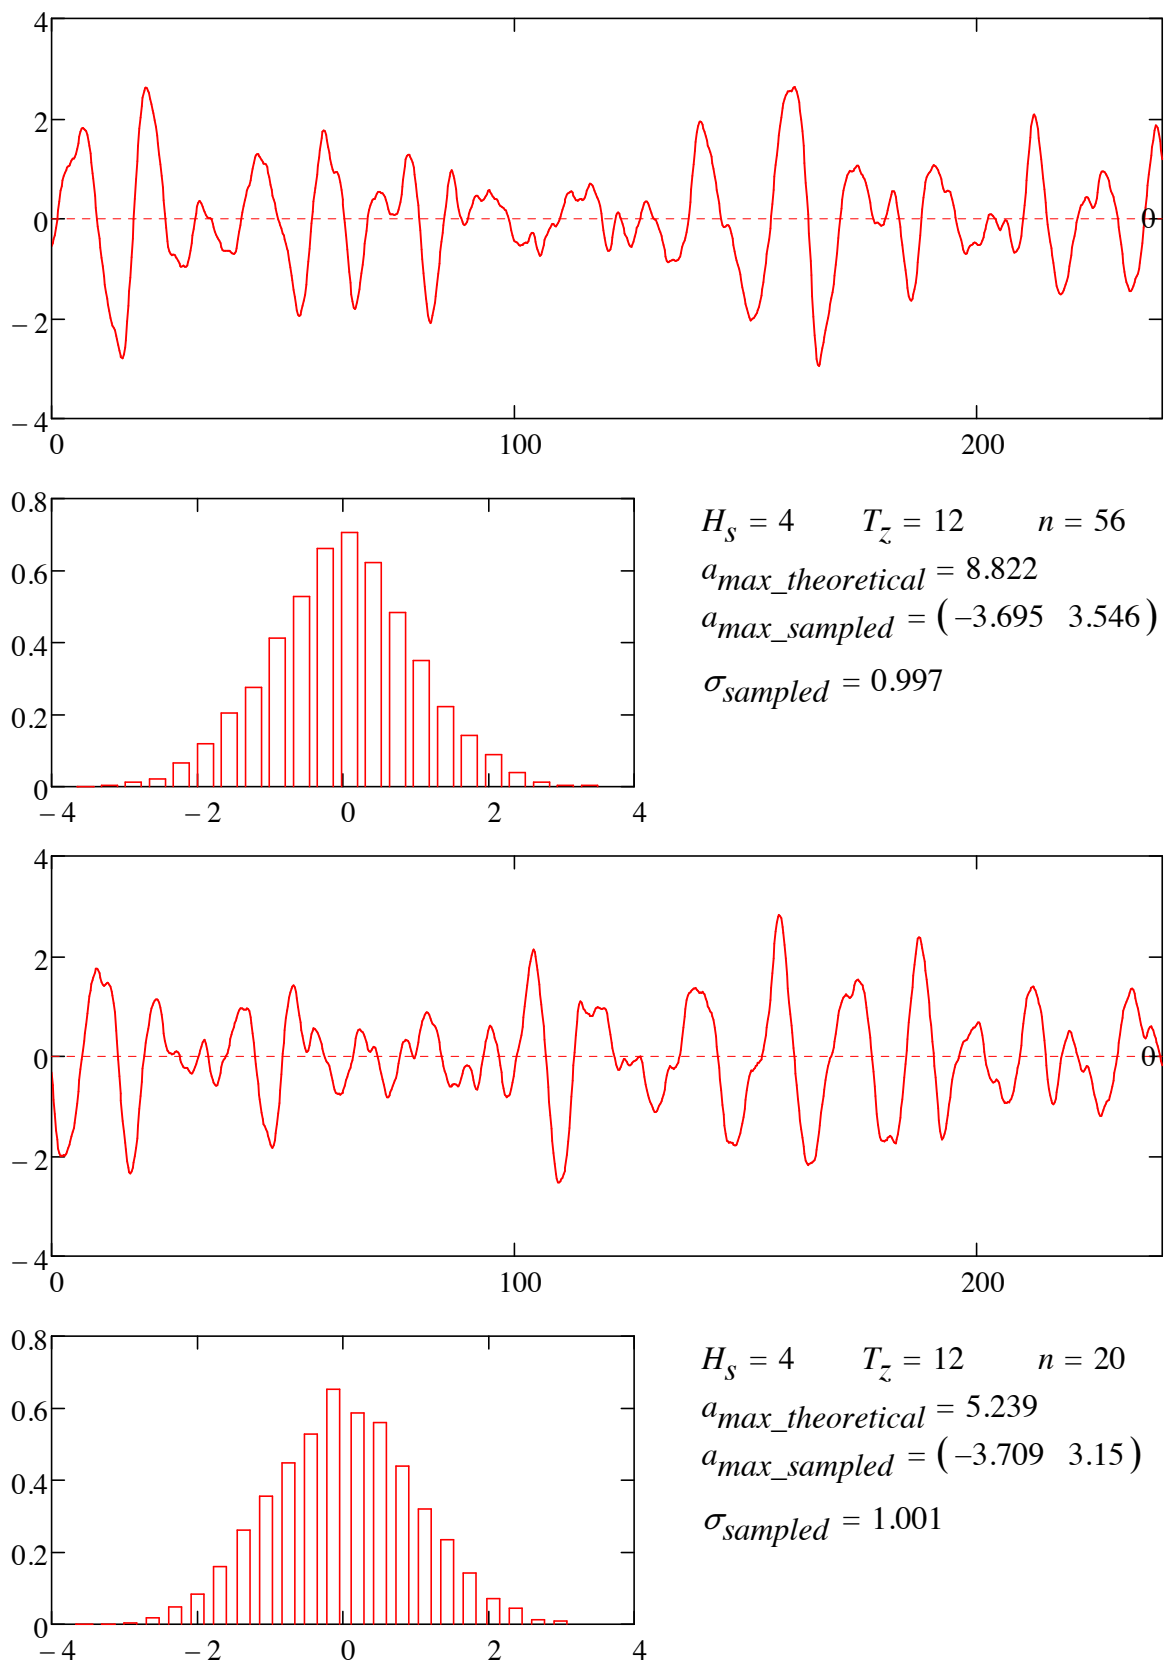 4
2
0
0
−2
−4
0 100 200
0.8
0.6
0.4
0.2
0
−4 −2 0 2 4
H_s = 4 T_z = 12 n = 56
a_max_theoretical = 8.822
a_max_sampled = (−3.695 3.546)
σ_sampled = 0.997
4
2
0
0
−2
−4
0 100 200
0.8
0.6
0.4
0.2
0
−4 −2 0 2 4
H_s = 4 T_z = 12 n = 20
a_max_theoretical = 5.239
a_max_sampled = (−3.709 3.15)
σ_sampled = 1.001